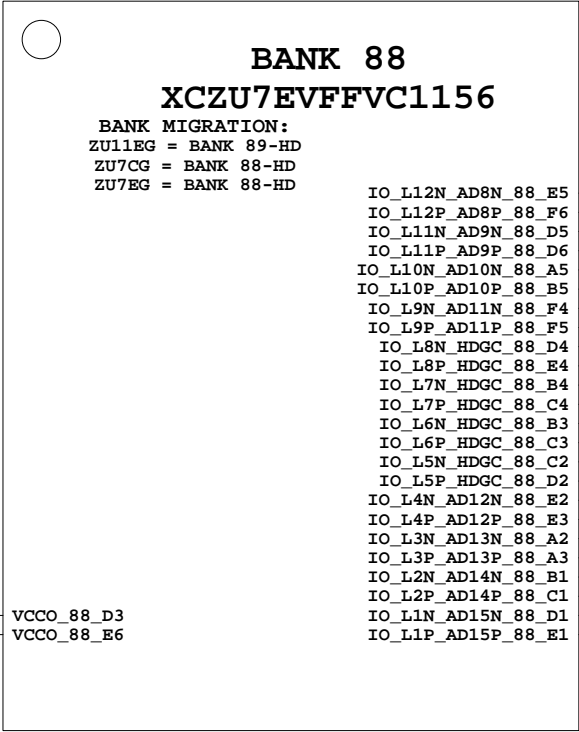 BANK 88
XCZU7EVFFVC1156
BANK MIGRATION:
ZU11EG = BANK 89-HD
ZU7CG = BANK 88-HD
ZU7EG = BANK 88-HD
IO_L12N_AD8N_88_E5
IO_L12P_AD8P_88_F6
IO_L11N_AD9N_88_D5
IO_L11P_AD9P_88_D6
IO_L10N_AD10N_88_A5
IO_L10P_AD10P_88_B5
IO_L9N_AD11N_88_F4
IO_L9P_AD11P_88_F5
IO_L8N_HDGC_88_D4
IO_L8P_HDGC_88_E4
IO_L7N_HDGC_88_B4
IO_L7P_HDGC_88_C4
IO_L6N_HDGC_88_B3
IO_L6P_HDGC_88_C3
IO_L5N_HDGC_88_C2
IO_L5P_HDGC_88_D2
IO_L4N_AD12N_88_E2
IO_L4P_AD12P_88_E3
IO_L3N_AD13N_88_A2
IO_L3P_AD13P_88_A3
IO_L2N_AD14N_88_B1
IO_L2P_AD14P_88_C1
VCCO_88_D3 IO_L1N_AD15N_88_D1
VCCO_88_E6 IO_L1P_AD15P_88_E1